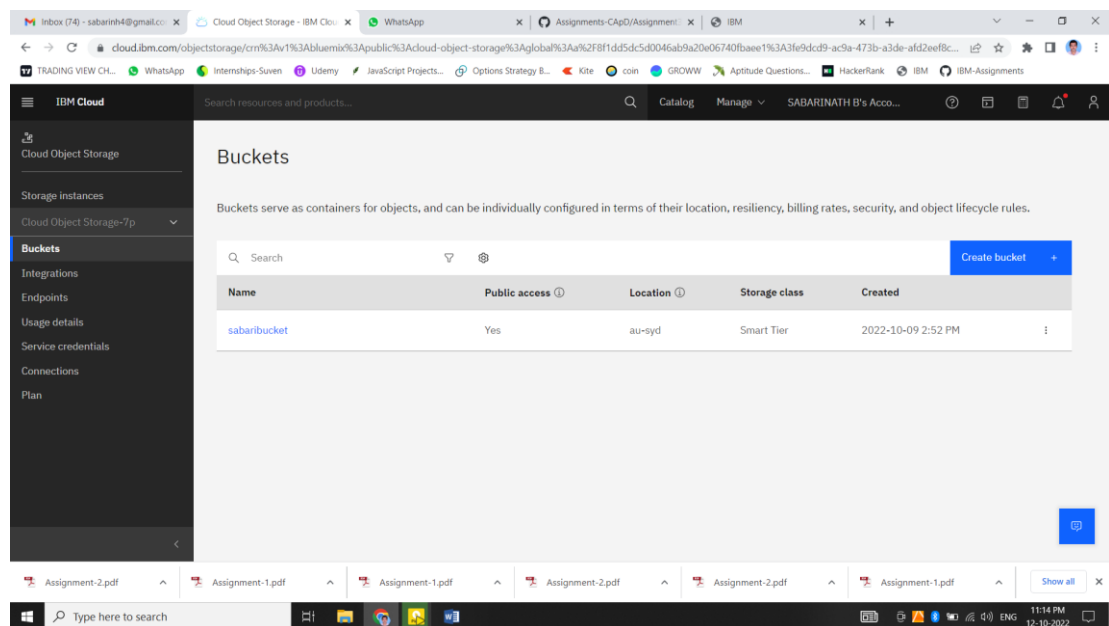 Inbox (74) - sabarinh4@gmail.co
Cloud Object Storage - IBM Clou
WhatsApp
Assignments-CApD/Assignment
IBM
cloud.ibm.com/objectstorage/crn%3Av1%3Abluemix%3Apublic%3Acloud-object-storage%3Aglobal%3Aa%2F8f1dd5dc5d0046ab9a20e06740fbaee1%3A3fe9dcd9-ac9a-473b-a3de-afd2eef8c...
TRADING VIEW CH...
WhatsApp
Internships-Suven
Udemy
JavaScript Projects...
Options Strategy B...
Kite
coin
GROWW
Aptitude Questions...
HackerRank
IBM
IBM-Assignments
IBM Cloud
Search resources and products...
Catalog
Manage
SABARINATH B's Acco...
Cloud Object Storage
Storage instances
Cloud Object Storage-7p
Buckets
Integrations
Endpoints
Usage details
Service credentials
Connections
Plan
Buckets
Buckets serve as containers for objects, and can be individually configured in terms of their location, resiliency, billing rates, security, and object lifecycle rules.
Search
Create bucket +
Name Public access Location Storage class Created
sabaribucket Yes au-syd Smart Tier 2022-10-09 2:52 PM
Assignment-2.pdf
Assignment-1.pdf
Assignment-1.pdf
Assignment-2.pdf
Assignment-2.pdf
Assignment-1.pdf
Show all
Type here to search
ENG
11:14 PM
12-10-2022